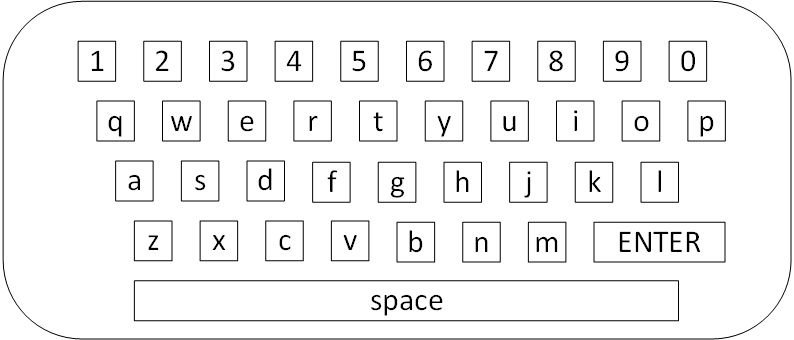 1 2 3 4 5 6 7 8 9 0
q w e r t y u i o p
a s d f g h j k l
z x c v b n m ENTER
space